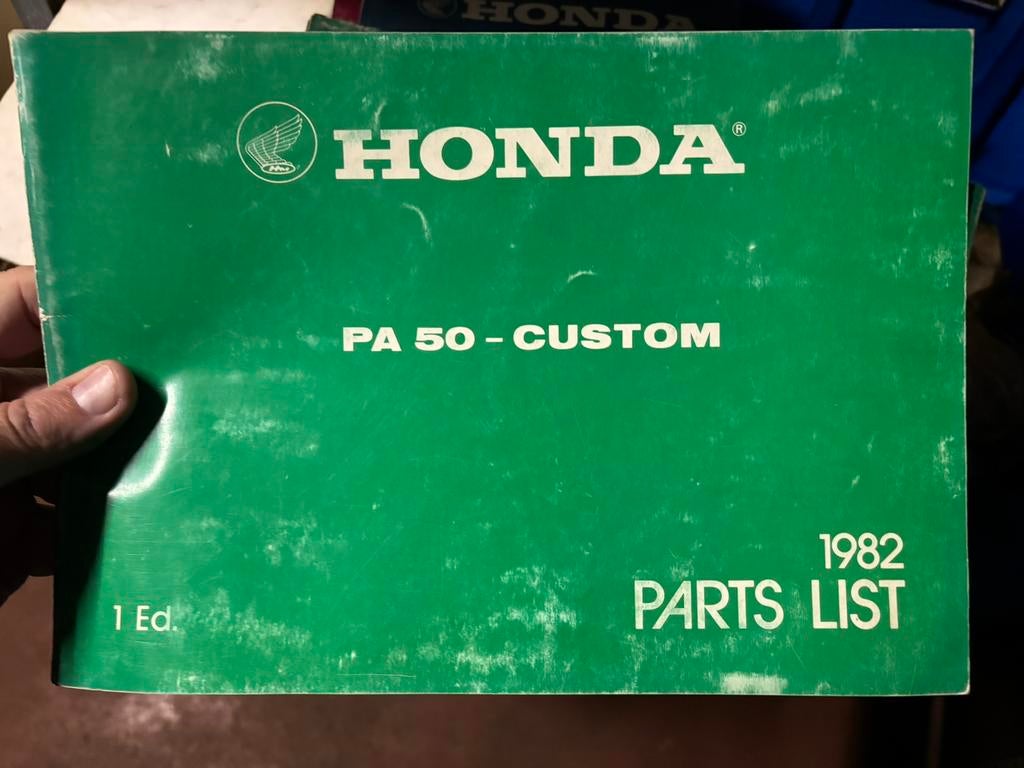 HONDA
HONDA®
PA 50 – CUSTOM
1982
PARTS LIST
1 Ed.